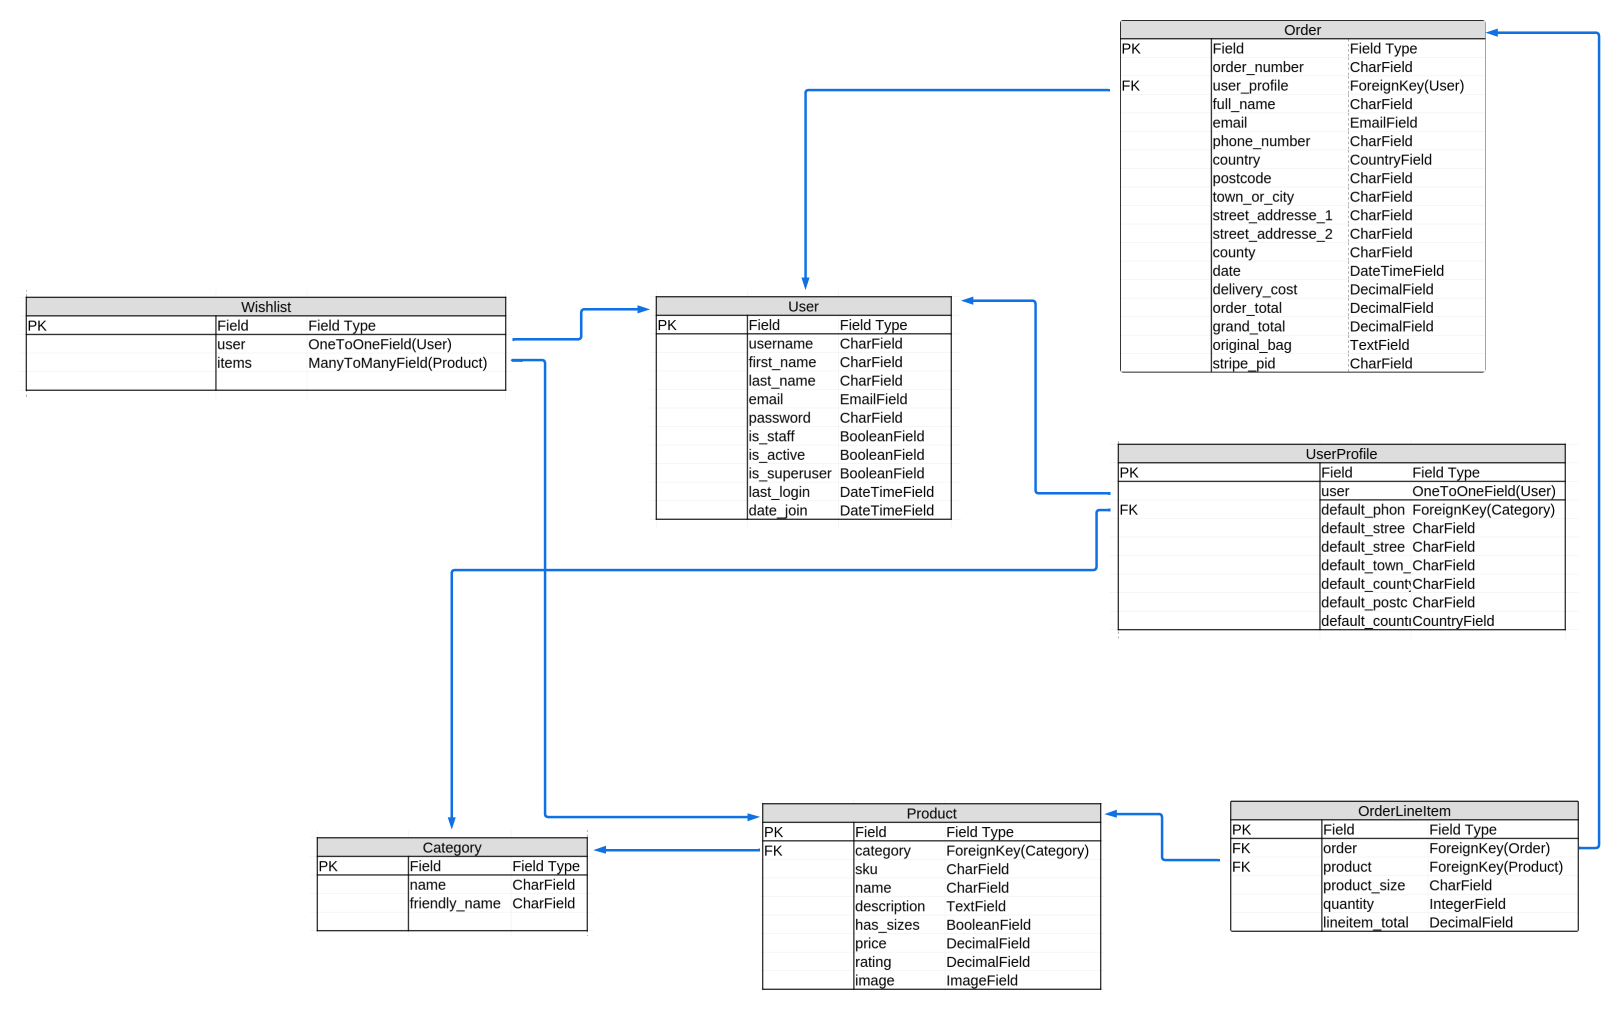 Order
PK Field Field Type
order_number CharField
FK user_profile ForeignKey(User)
full_name CharField
email EmailField
phone_number CharField
country CountryField
postcode CharField
town_or_city CharField
street_addresse_1 CharField
street_addresse_2 CharField
county CharField
date DateTimeField
delivery_cost DecimalField
order_total DecimalField
grand_total DecimalField
original_bag TextField
stripe_pid CharField
Wishlist
PK Field Field Type
user OneToOneField(User)
items ManyToManyField(Product)
User
PK Field Field Type
username CharField
first_name CharField
last_name CharField
email EmailField
password CharField
is_staff BooleanField
is_active BooleanField
is_superuser BooleanField
last_login DateTimeField
date_join DateTimeField
UserProfile
PK Field Field Type
user OneToOneField(User)
FK default_phon ForeignKey(Category)
default_stree CharField
default_stree CharField
default_town_ CharField
default_county CharField
default_postc CharField
default_count CountryField
Category
PK Field Field Type
name CharField
friendly_name CharField
Product
PK Field Field Type
FK category ForeignKey(Category)
sku CharField
name CharField
description TextField
has_sizes BooleanField
price DecimalField
rating DecimalField
image ImageField
OrderLineItem
PK Field Field Type
FK order ForeignKey(Order)
FK product ForeignKey(Product)
product_size CharField
quantity IntegerField
lineitem_total DecimalField